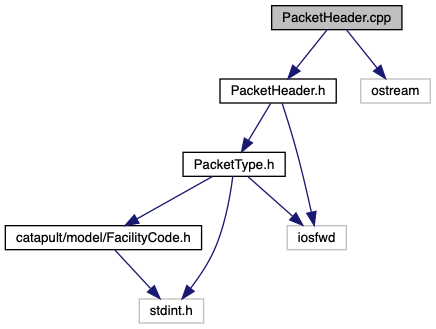 PacketHeader.cpp
PacketHeader.h
ostream
PacketType.h
catapult/model/FacilityCode.h
iosfwd
stdint.h